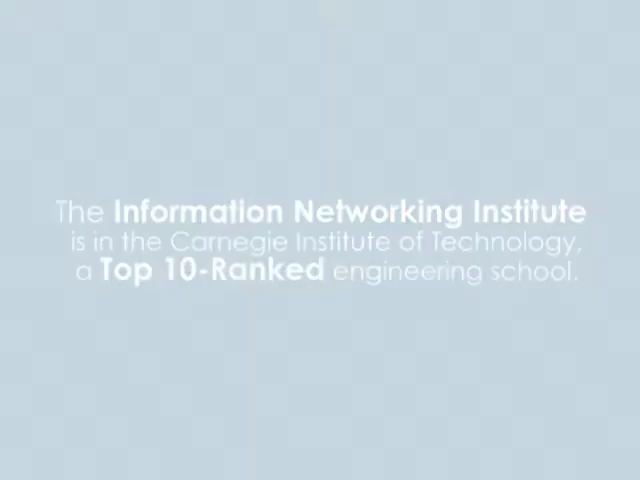 The Information Networking Institute
is in the Carnegie Institute of Technology,
a Top 10-Ranked engineering school.